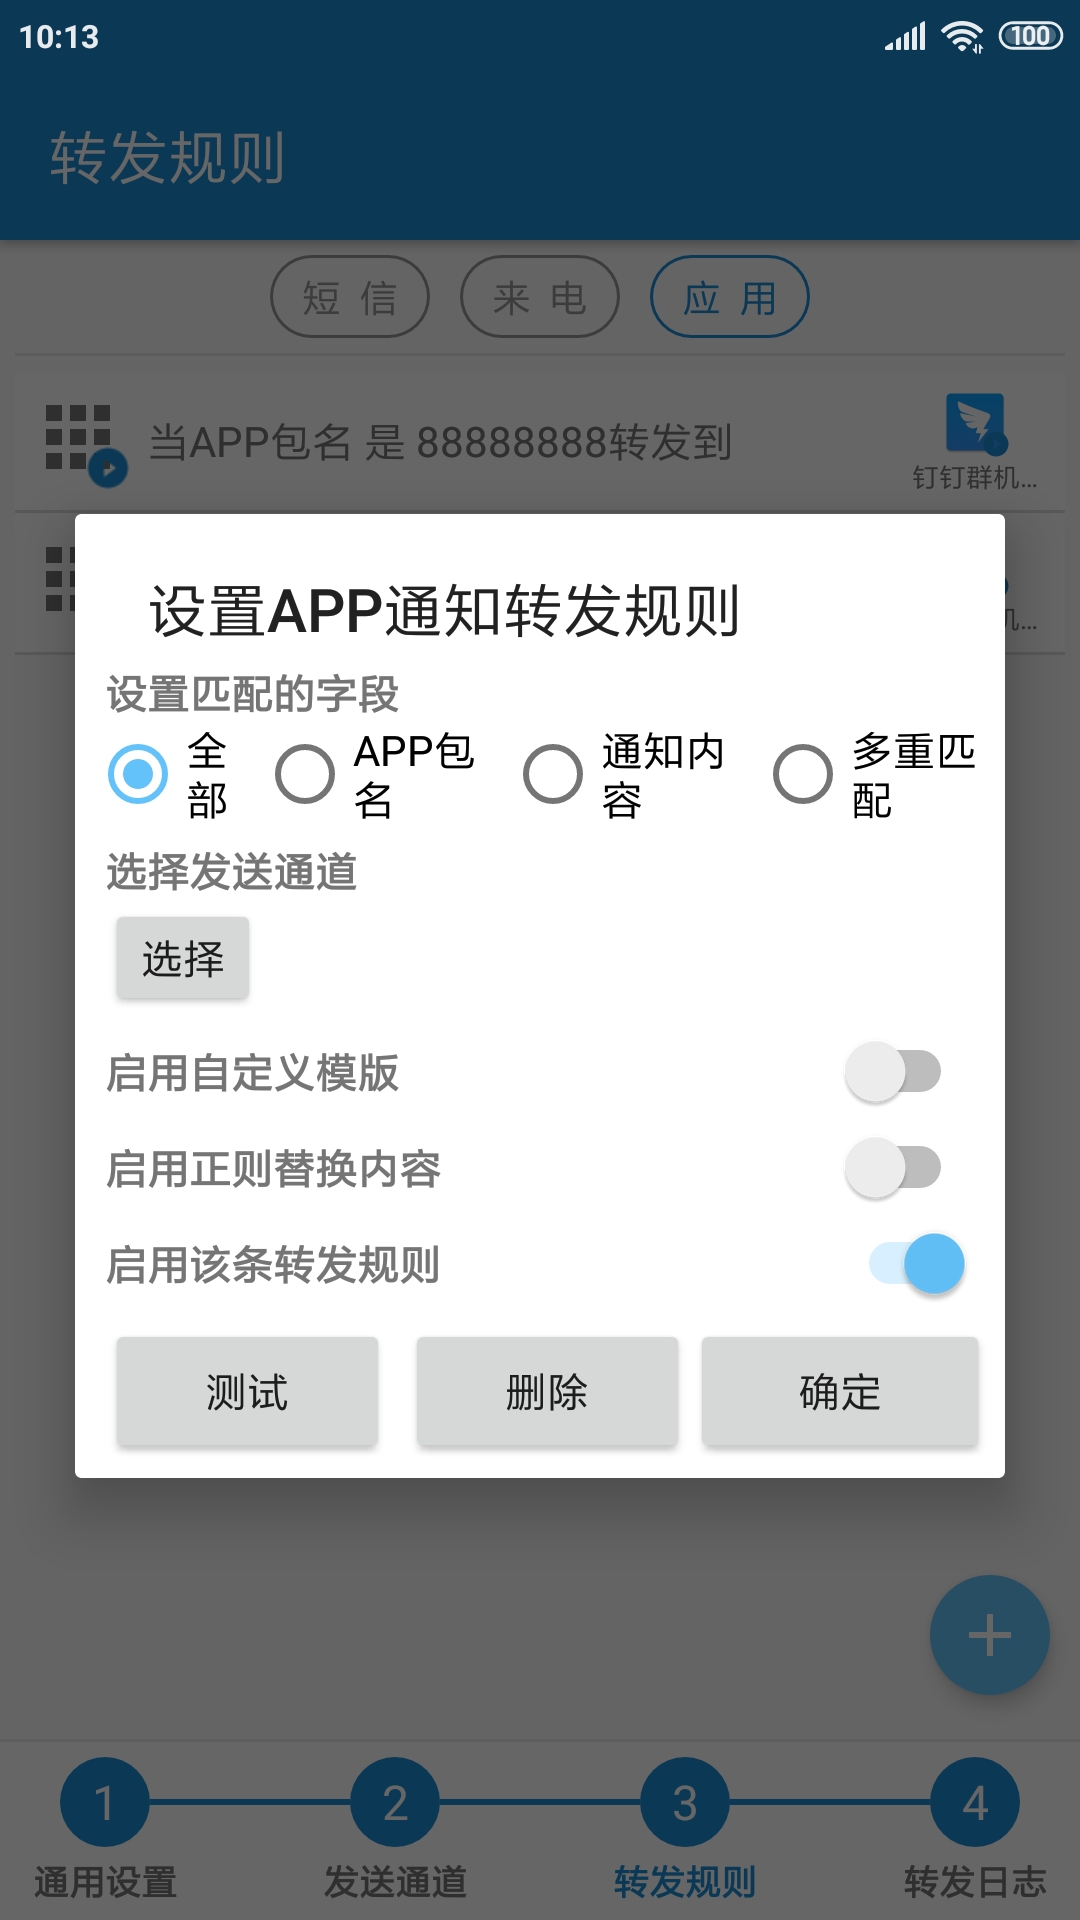 10:13
100
转发规则
短 信
来 电
应 用
当APP包名 是 88888888转发到
钉钉群机...
机...
设置APP通知转发规则
设置匹配的字段
全部
APP包名
通知内容
多重匹配
选择发送通道
选择
启用自定义模版
启用正则替换内容
启用该条转发规则
测试
删除
确定
1
2
3
4
通用设置
发送通道
转发规则
转发日志